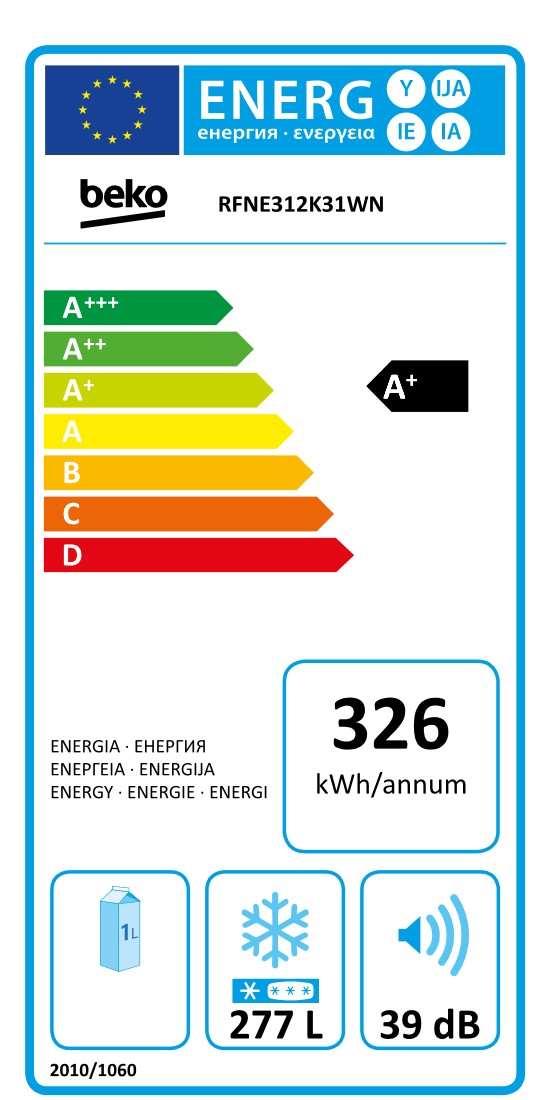 ENERG
енергия · ενεργεια
Y
IJA
IE
IA
beko
RFNE312K31WN
A+++
A++
A+
A
B
C
D
A+
326
kWh/annum
ENERGIA · ЕНЕРГИЯ
ΕΝΕΡΓΕΙΑ · ENERGIJA
ENERGY · ENERGIE · ENERGI
1L
277 L
39 dB
2010/1060